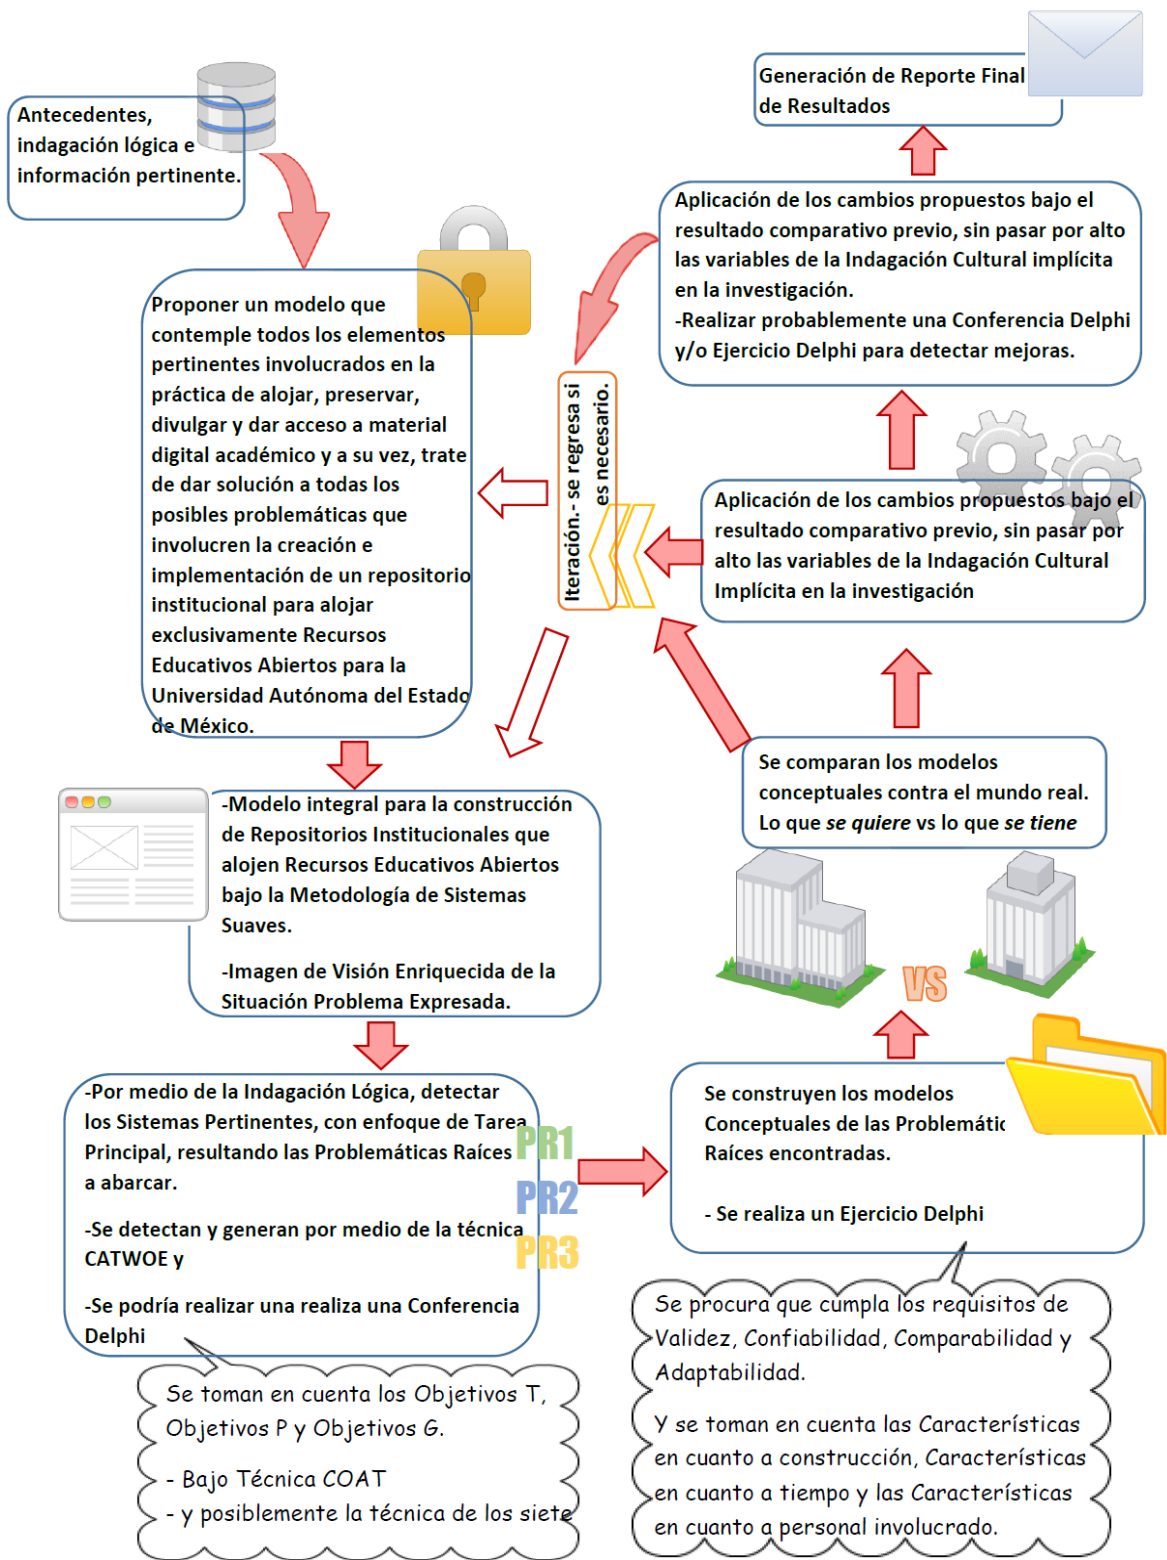 Antecedentes,
indagación lógica e
información pertinente.
Proponer un modelo que
contemple todos los elementos
pertinentes involucrados en la
práctica de alojar, preservar,
divulgar y dar acceso a material
digital académico y a su vez, trate
de dar solución a todas los
posibles problemáticas que
involucren la creación e
implementación de un repositorio
institucional para alojar
exclusivamente Recursos
Educativos Abiertos para la
Universidad Autónoma del Estado
de México.
-Modelo integral para la construcción
de Repositorios Institucionales que
alojen Recursos Educativos Abiertos
bajo la Metodología de Sistemas
Suaves.
-Imagen de Visión Enriquecida de la
Situación Problema Expresada.
-Por medio de la Indagación Lógica, detectar
los Sistemas Pertinentes, con enfoque de Tarea
Principal, resultando las Problemáticas Raíces
a abarcar.
-Se detectan y generan por medio de la técnica
CATWOE y
-Se podría realizar una realiza una Conferencia
Delphi
PR1
PR2
PR3
Se toman en cuenta los Objetivos T,
Objetivos P y Objetivos G.
- Bajo Técnica COAT
- y posiblemente la técnica de los siete
Se construyen los modelos
Conceptuales de las Problemátic
Raíces encontradas.
- Se realiza un Ejercicio Delphi
Se procura que cumpla los requisitos de
Validez, Confiabilidad, Comparabilidad y
Adaptabilidad.
Y se toman en cuenta las Características
en cuanto a construcción, Características
en cuanto a tiempo y las Características
en cuanto a personal involucrado.
VS
Se comparan los modelos
conceptuales contra el mundo real.
Lo que se quiere vs lo que se tiene
Aplicación de los cambios propuestos bajo el
resultado comparativo previo, sin pasar por
alto las variables de la Indagación Cultural
Implícita en la investigación
Iteración.- se regresa si
es necesario.
Aplicación de los cambios propuestos bajo el
resultado comparativo previo, sin pasar por alto
las variables de la Indagación Cultural implícita
en la investigación.
-Realizar probablemente una Conferencia Delphi
y/o Ejercicio Delphi para detectar mejoras.
Generación de Reporte Final
de Resultados